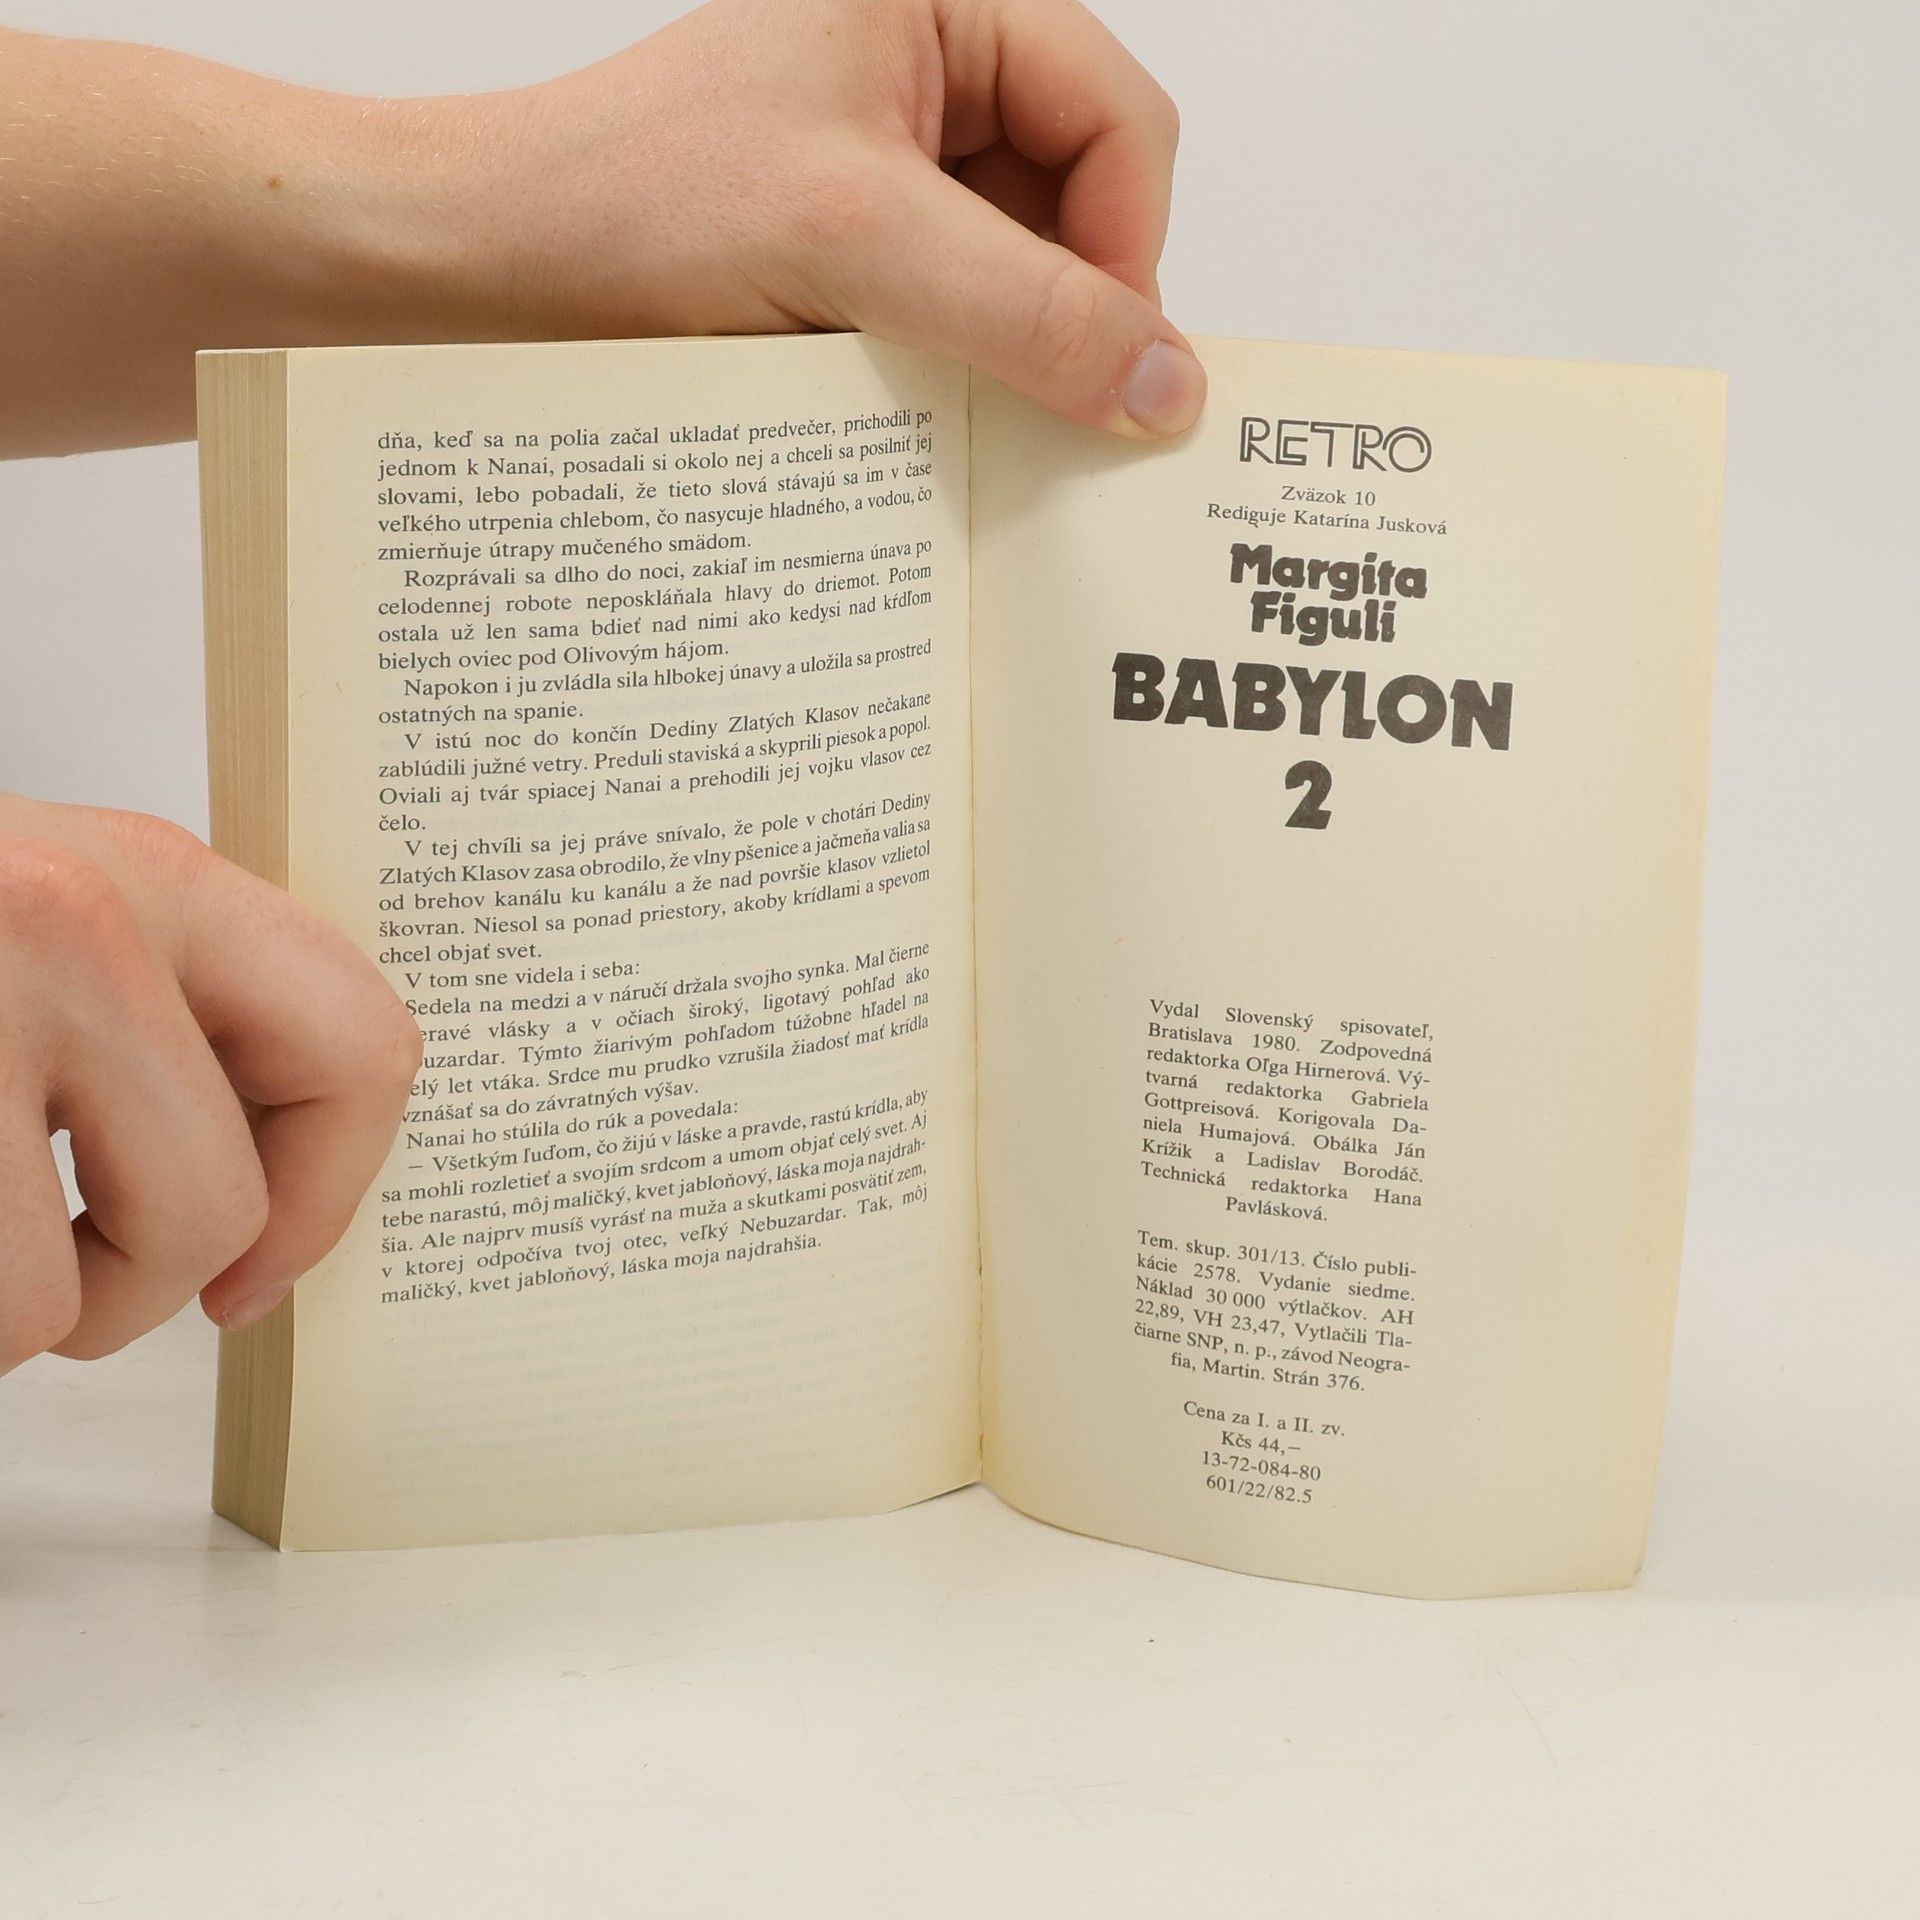 dňa, keď sa na polia začal ukladať predvečer, prichodili po
jednom k Nanai, posadali si okolo nej a chceli sa posilniť jej
slovami, lebo pobadali, že tieto slová stávajú sa im v čase
veľkého utrpenia chlebom, čo nasycuje hladného, a vodou, čo
zmierňuje útrapy mučeného smädom.
Rozprávali sa dlho do noci, zakiaľ im nesmierna únava po
celodennej robote neposkláňala hlavy do driemot. Potom
ostala už len sama bdieť nad nimi ako kedysi nad kŕdľom
bielych oviec pod Olivovým hájom.
Napokon i ju zvládla sila hlbokej únavy a uložila sa prostred
ostatných na spanie.
V istú noc do končín Dediny Zlatých Klasov nečakane
zablúdili južné vetry. Preduli staviská a skyprili piesok a popol.
Oviali aj tvár spiacej Nanai a prehodili jej vojku vlasov cez
čelo.
V tej chvíli sa jej práve snívalo, že pole v chotári Dediny
Zlatých Klasov zasa obrodilo, že vlny pšenice a jačmeňa valia sa
od brehov kanálu ku kanálu a že nad površie klasov vzlietol
škovran. Niesol sa ponad priestory, akoby krídlami a spevom
chcel objať svet.
V tom sne videla i seba:
Sedela na medzi a v náručí držala svojho synka. Mal čierne
eravé vlásky a v očiach široký, ligotavý pohľad ako
uzardar. Týmto žiarivým pohľadom túžobne hľadel na
elý let vtáka. Srdce mu prudko vzrušila žiadosť mať krídla
vznášať sa do závratných výšav.
Nanai ho stúlila do rúk a povedala:
– Všetkým ľuďom, čo žijú v láske a pravde, rastú krídla, aby
sa mohli rozletieť a svojím srdcom a umom objať celý svet. Aj
tebe narastú, môj maličký, kvet jabloňový, láska moja najdrah-
šia. Ale najprv musíš vyrásť na muža a skutkami posvätiť zem,
v ktorej odpočíva tvoj otec, veľký Nebuzardar. Tak, môj
maličký, kvet jabloňový, láska moja najdrahšia.
RETRO
Zväzok 10
Rediguje Katarína Jusková
Margita
Figuli
BABYLON
2
Vydal Slovenský spisovateľ,
Bratislava 1980. Zodpovedná
redaktorka Oľga Hirnerová. Vý-
tvarná redaktorka Gabriela
Gottpreisová. Korigovala Da-
niela Humajová. Obálka Ján
Krížik a Ladislav Borodáč.
Technická redaktorka Hana
Pavlásková.
Tem. skup. 301/13. Číslo publi-
kácie 2578. Vydanie siedme.
Náklad 30 000 výtlačkov. AH
22,89, VH 23,47, Vytlačili Tla-
čiarne SNP, n. p., závod Neogra-
fia, Martin. Strán 376.
Cena za I. a II. zv.
Kčs 44,–
13-72-084-80
601/22/82.5